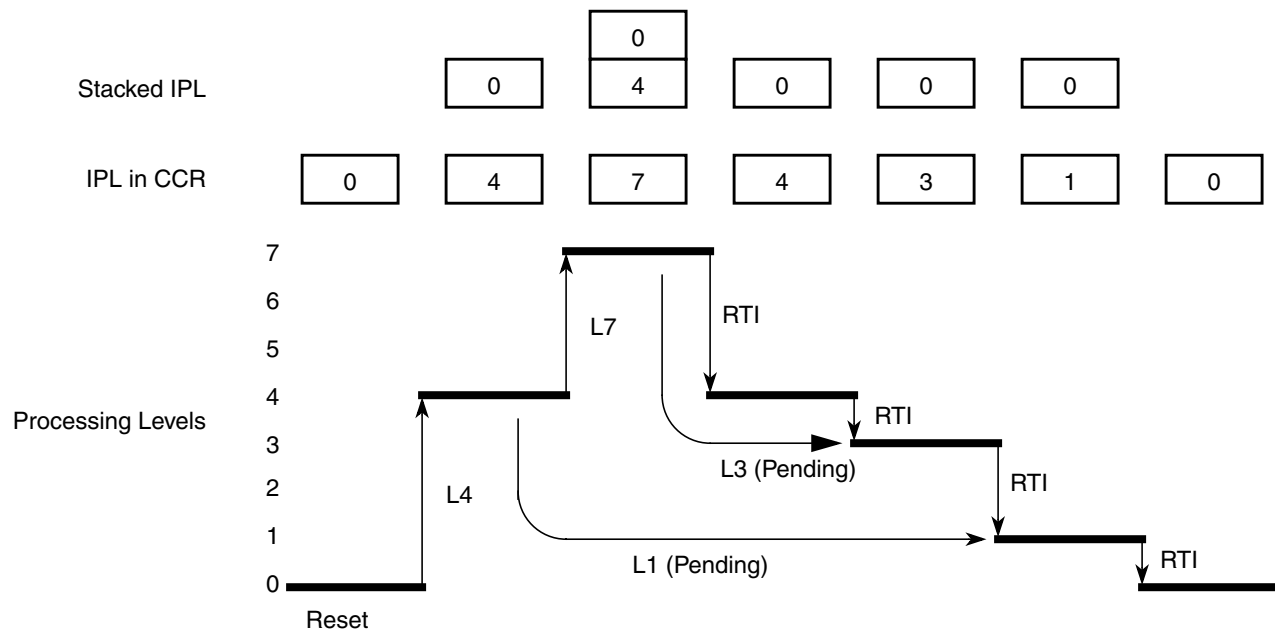 0
Stacked IPL 0 4 0 0 0
IPL in CCR 0 4 7 4 3 1 0
7
6
L7 RTI
5
4
Processing Levels RTI
3
L3 (Pending)
2 L4 RTI
1
L1 (Pending) RTI
0
Reset